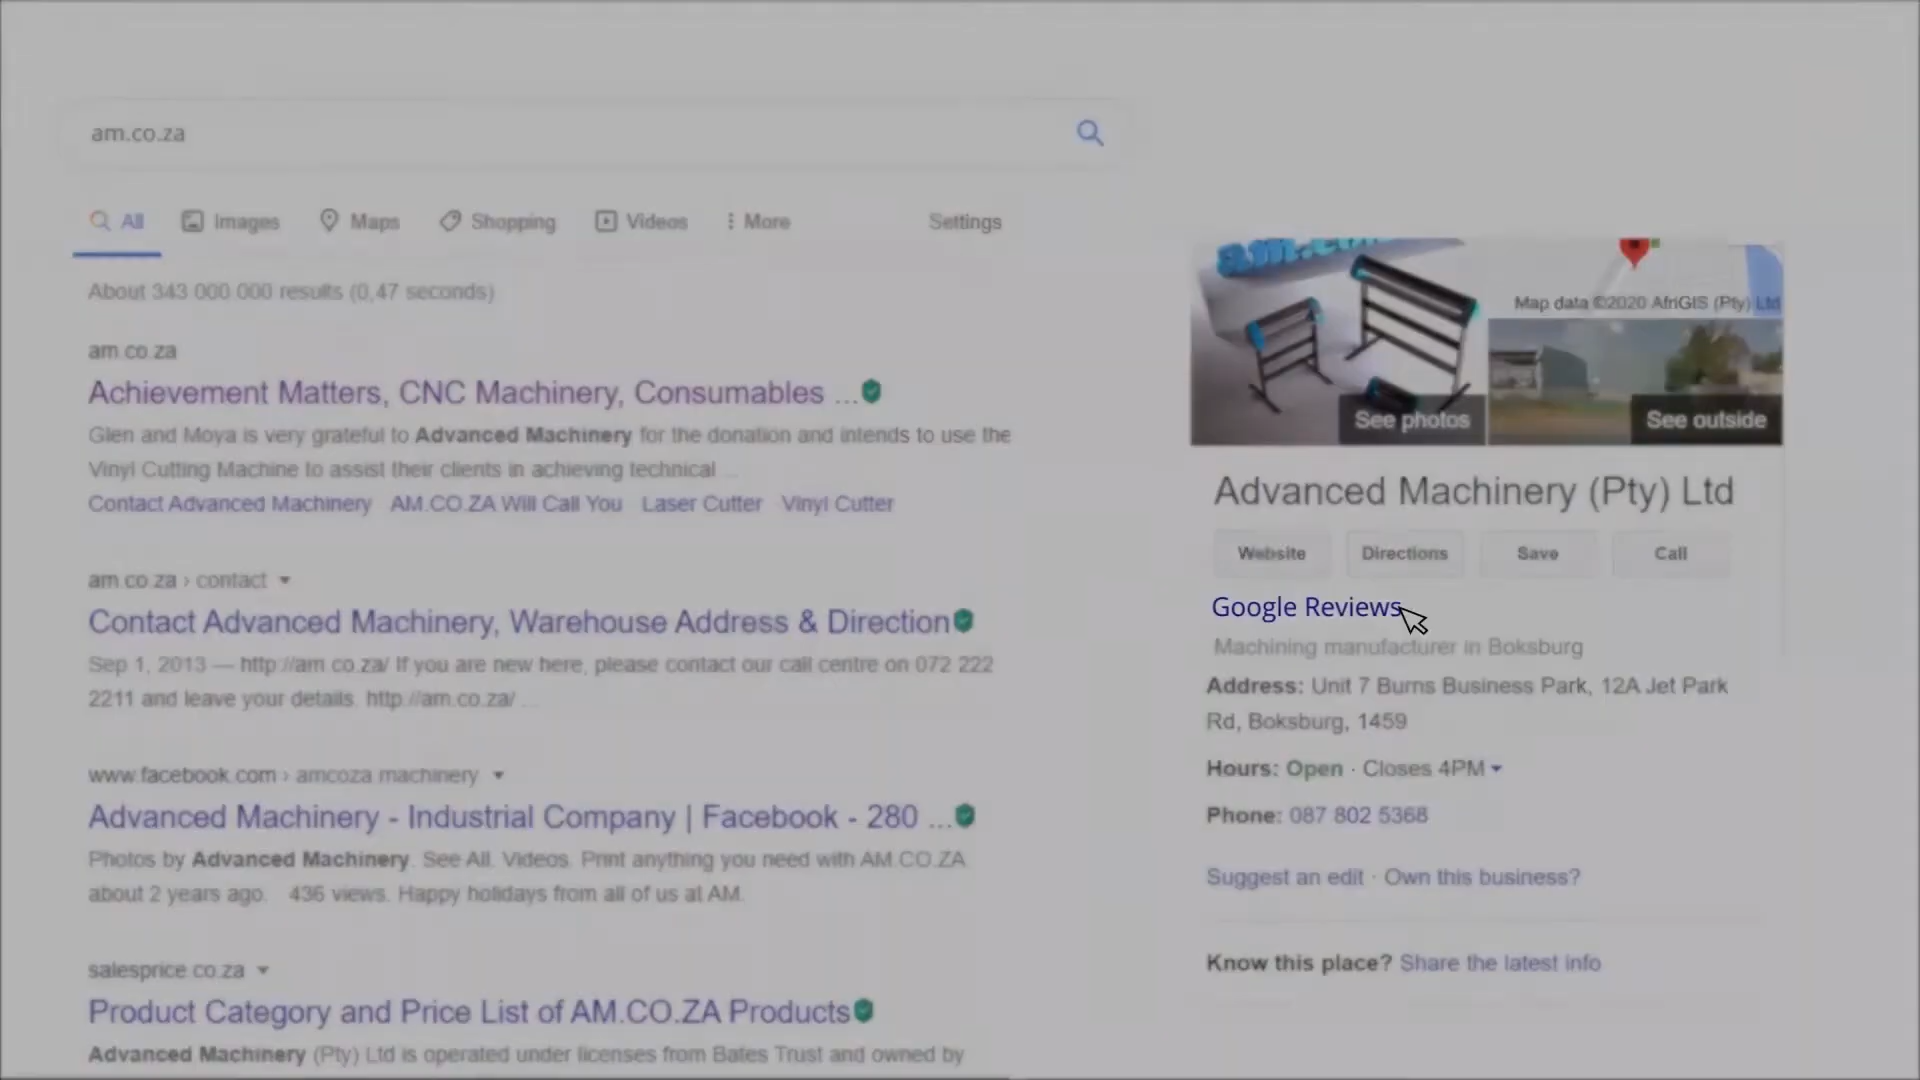 am.co.za
All Images Maps Shopping Videos More Settings
About 343 000 000 results (0,47 seconds)
am.co.za
Achievement Matters, CNC Machinery, Consumables ...
Glen and Moya is very grateful to Advanced Machinery for the donation and intends to use the
Vinyl Cutting Machine to assist their clients in achieving technical ...
Contact Advanced Machinery AM.CO.ZA Will Call You Laser Cutter Vinyl Cutter
am.co.za › contact
Contact Advanced Machinery, Warehouse Address & Direction
Sep 1, 2013 — http://am.co.za/ If you are new here, please contact our call centre on 072 222
2211 and leave your details. http://am.co.za/ ...
www.facebook.com › amcoza machinery
Advanced Machinery - Industrial Company | Facebook - 280 ...
Photos by Advanced Machinery. See All. Videos. Print anything you need with AM.CO.ZA.
about 2 years ago. 436 views. Happy holidays from all of us at AM.
salesprice.co.za
Product Category and Price List of AM.CO.ZA Products
Advanced Machinery (Pty) Ltd is operated under licenses from Bates Trust and owned by
Map data ©2020 AfriGIS (Pty) Ltd
See photos
See outside
Advanced Machinery (Pty) Ltd
Website Directions Save Call
Google Reviews
Machining manufacturer in Boksburg
Address: Unit 7 Burns Business Park, 12A Jet Park
Rd, Boksburg, 1459
Hours: Open · Closes 4PM
Phone: 087 802 5368
Suggest an edit · Own this business?
Know this place? Share the latest info